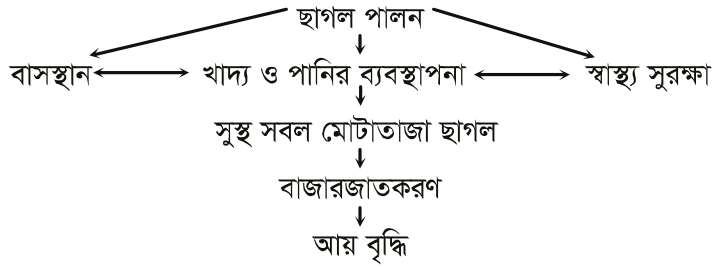 ছাগল পালন
বাসস্থান খাদ্য ও পানির ব্যবস্থাপনা স্বাস্থ্য সুরক্ষা
সুস্থ সবল মোটাতাজা ছাগল
বাজারজাতকরণ
আয় বৃদ্ধি